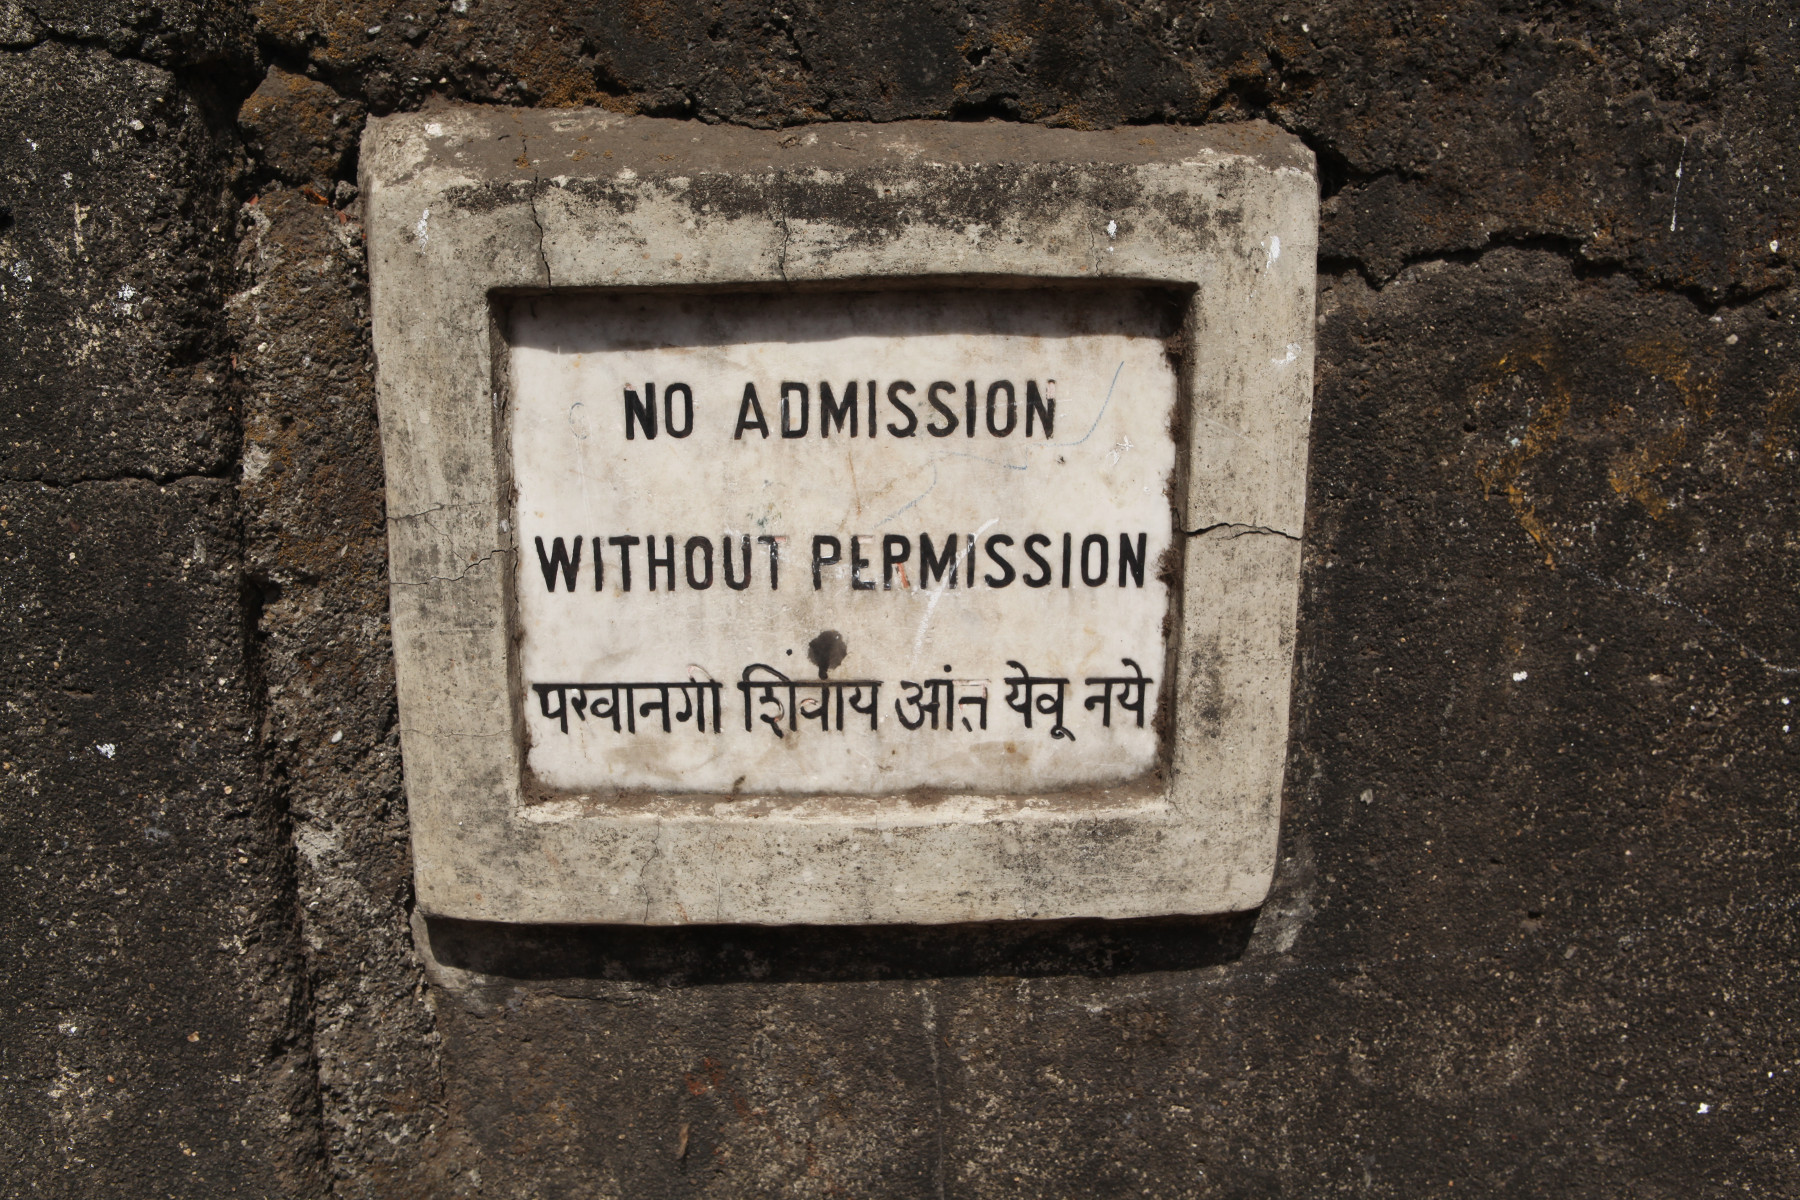 NO ADMISSION
WITHOUT PERMISSION
परवानगी शिवाय आंत येवू नये